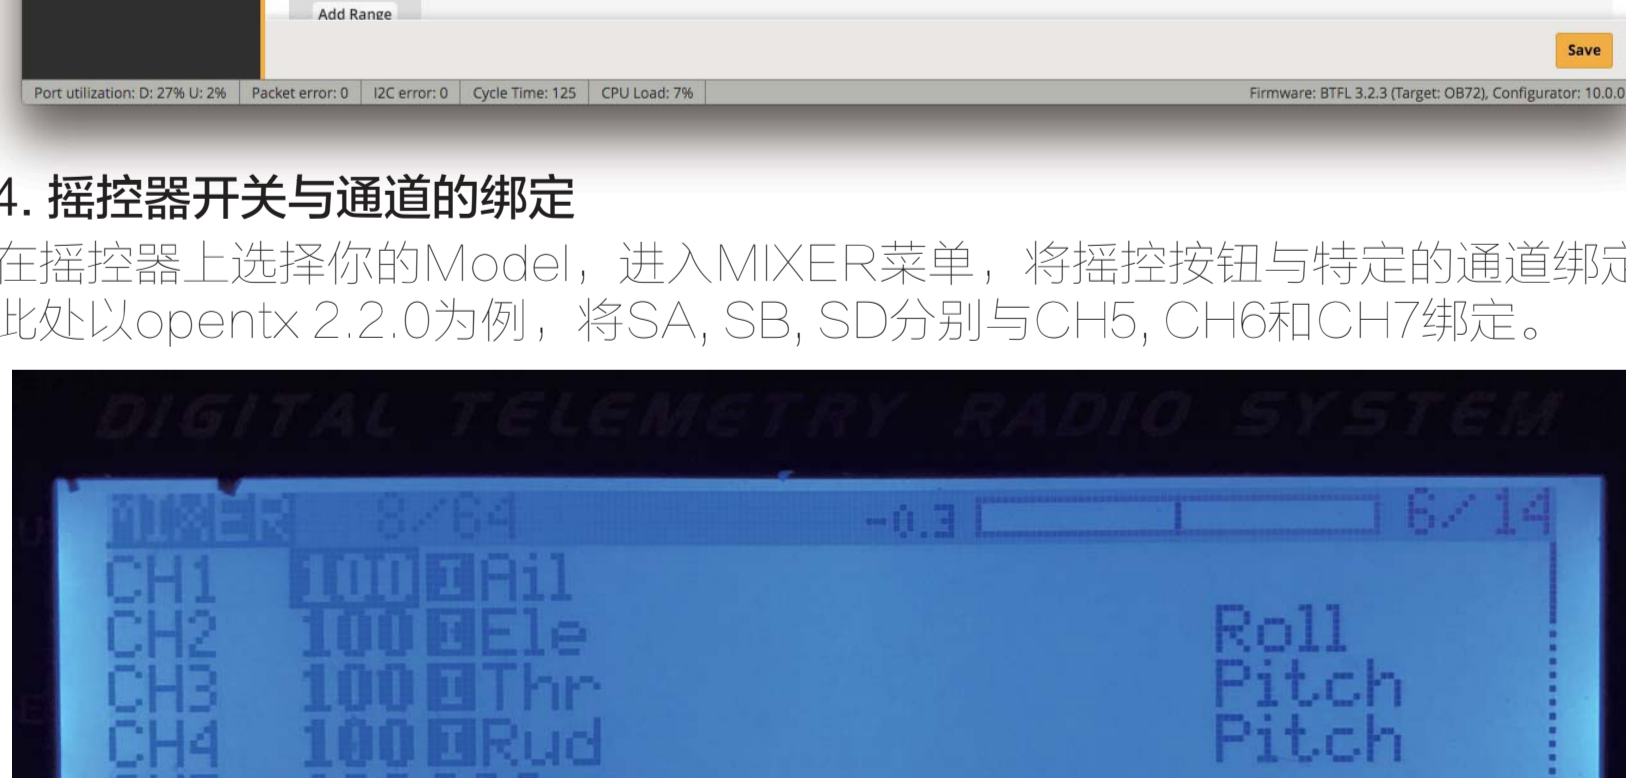 Add Range
Save
Port utilization: D: 27% U: 2% Packet error: 0 I2C error: 0 Cycle Time: 125 CPU Load: 7% Firmware: BTFL 3.2.3 (Target: OB72), Configurator: 10.0.0
4. 摇控器开关与通道的绑定
在摇控器上选择你的Model，进入MIXER菜单，将摇控按钮与特定的通道绑定
此处以opentx 2.2.0为例，将SA, SB, SD分别与CH5, CH6和CH7绑定。
DIGITAL TELEMETRY RADIO SYSTEM
MIXER 8/64 -0.3 6/14
CH1 100 I Ail
CH2 100 I Ele Roll
CH3 100 I Thr Pitch
CH4 100 I Rud Pitch